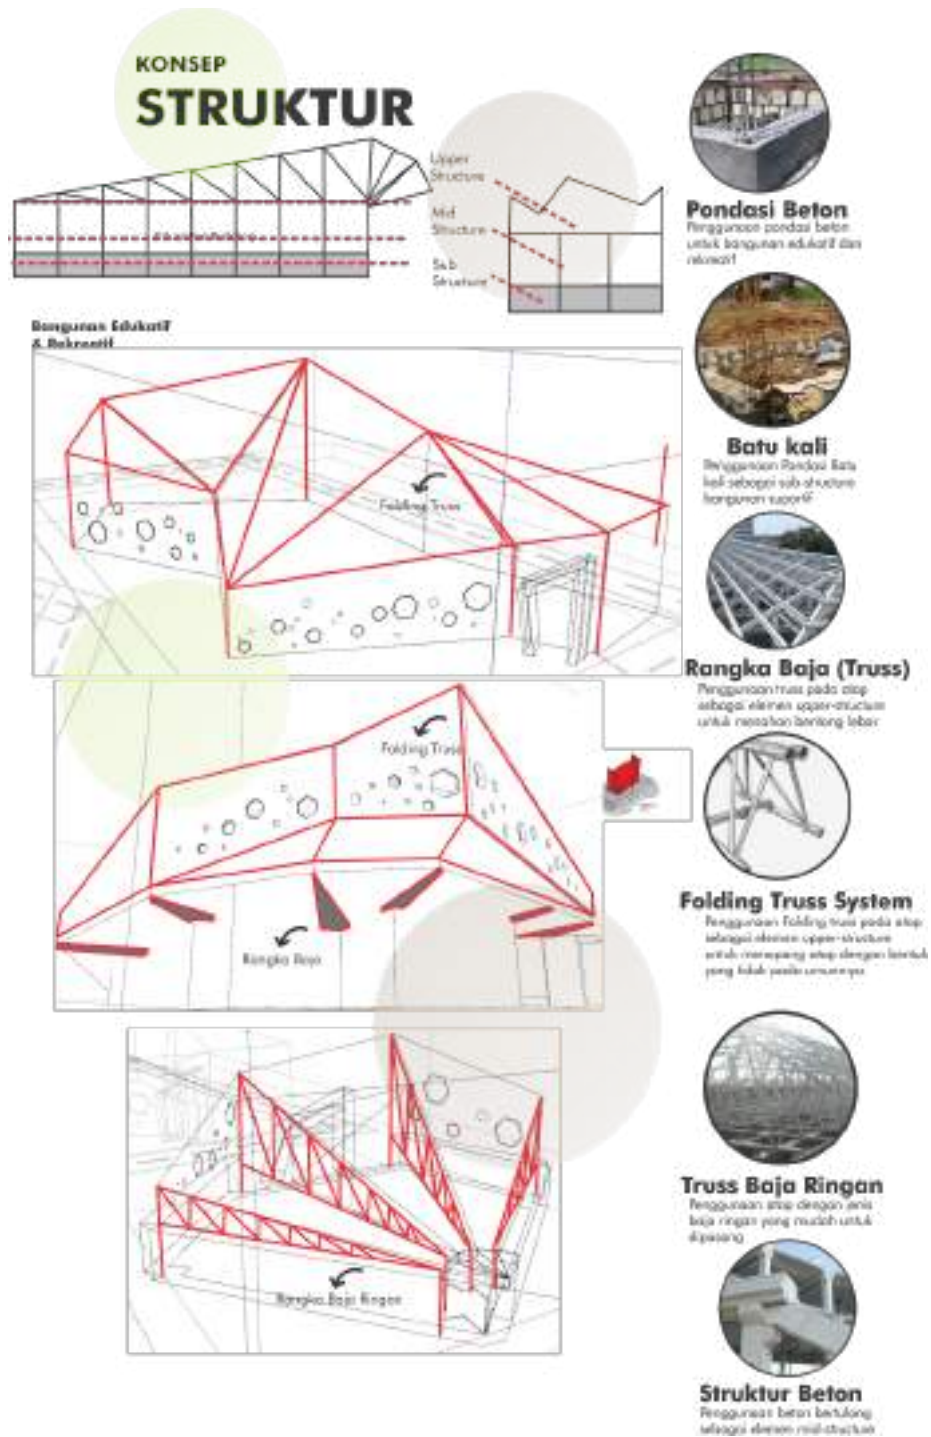 KONSEP
STRUKTUR
Upper
Structure
Mid
Structure
Sub
Structure
Bangunan Edukatif
& Rekreatif
Folding Truss
Folding Truss
Rangka Baja
Rangka Baja Ringan
Pondasi Beton
Penggunaan pondasi beton
untuk bangunan edukatif dan
rekreatif
Batu kali
Penggunaan Pondasi Batu
kali sebagai sub-structure
bangunan suportif
Rangka Baja (Truss)
Penggunaan truss pada atap
sebagai elemen upper-structure
untuk menahan bentang lebar
Folding Truss System
Penggunaan Folding truss pada atap
sebagai elemen upper-structure
untuk menopang atap dengan bentuk
yang tidak pada umumnya
Truss Baja Ringan
Penggunaan atap dengan jenis
baja ringan yang mudah untuk
dipasang
Struktur Beton
Penggunaan beton bertulang
sebagai elemen mid-structure